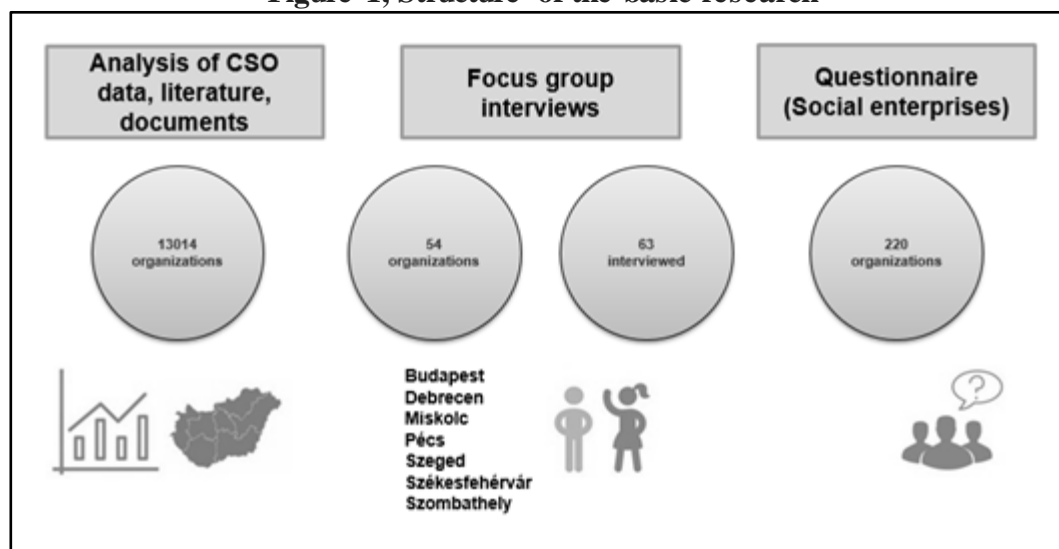 Figure 1, Structure of the basic research
Analysis of CSO
data, literature,
documents
Focus group
interviews
Questionnaire
(Social enterprises)
13014
organizations
54
organizations
63
interviewed
220
organizations
Budapest
Debrecen
Miskolc
Pécs
Szeged
Székesfehérvár
Szombathely
?